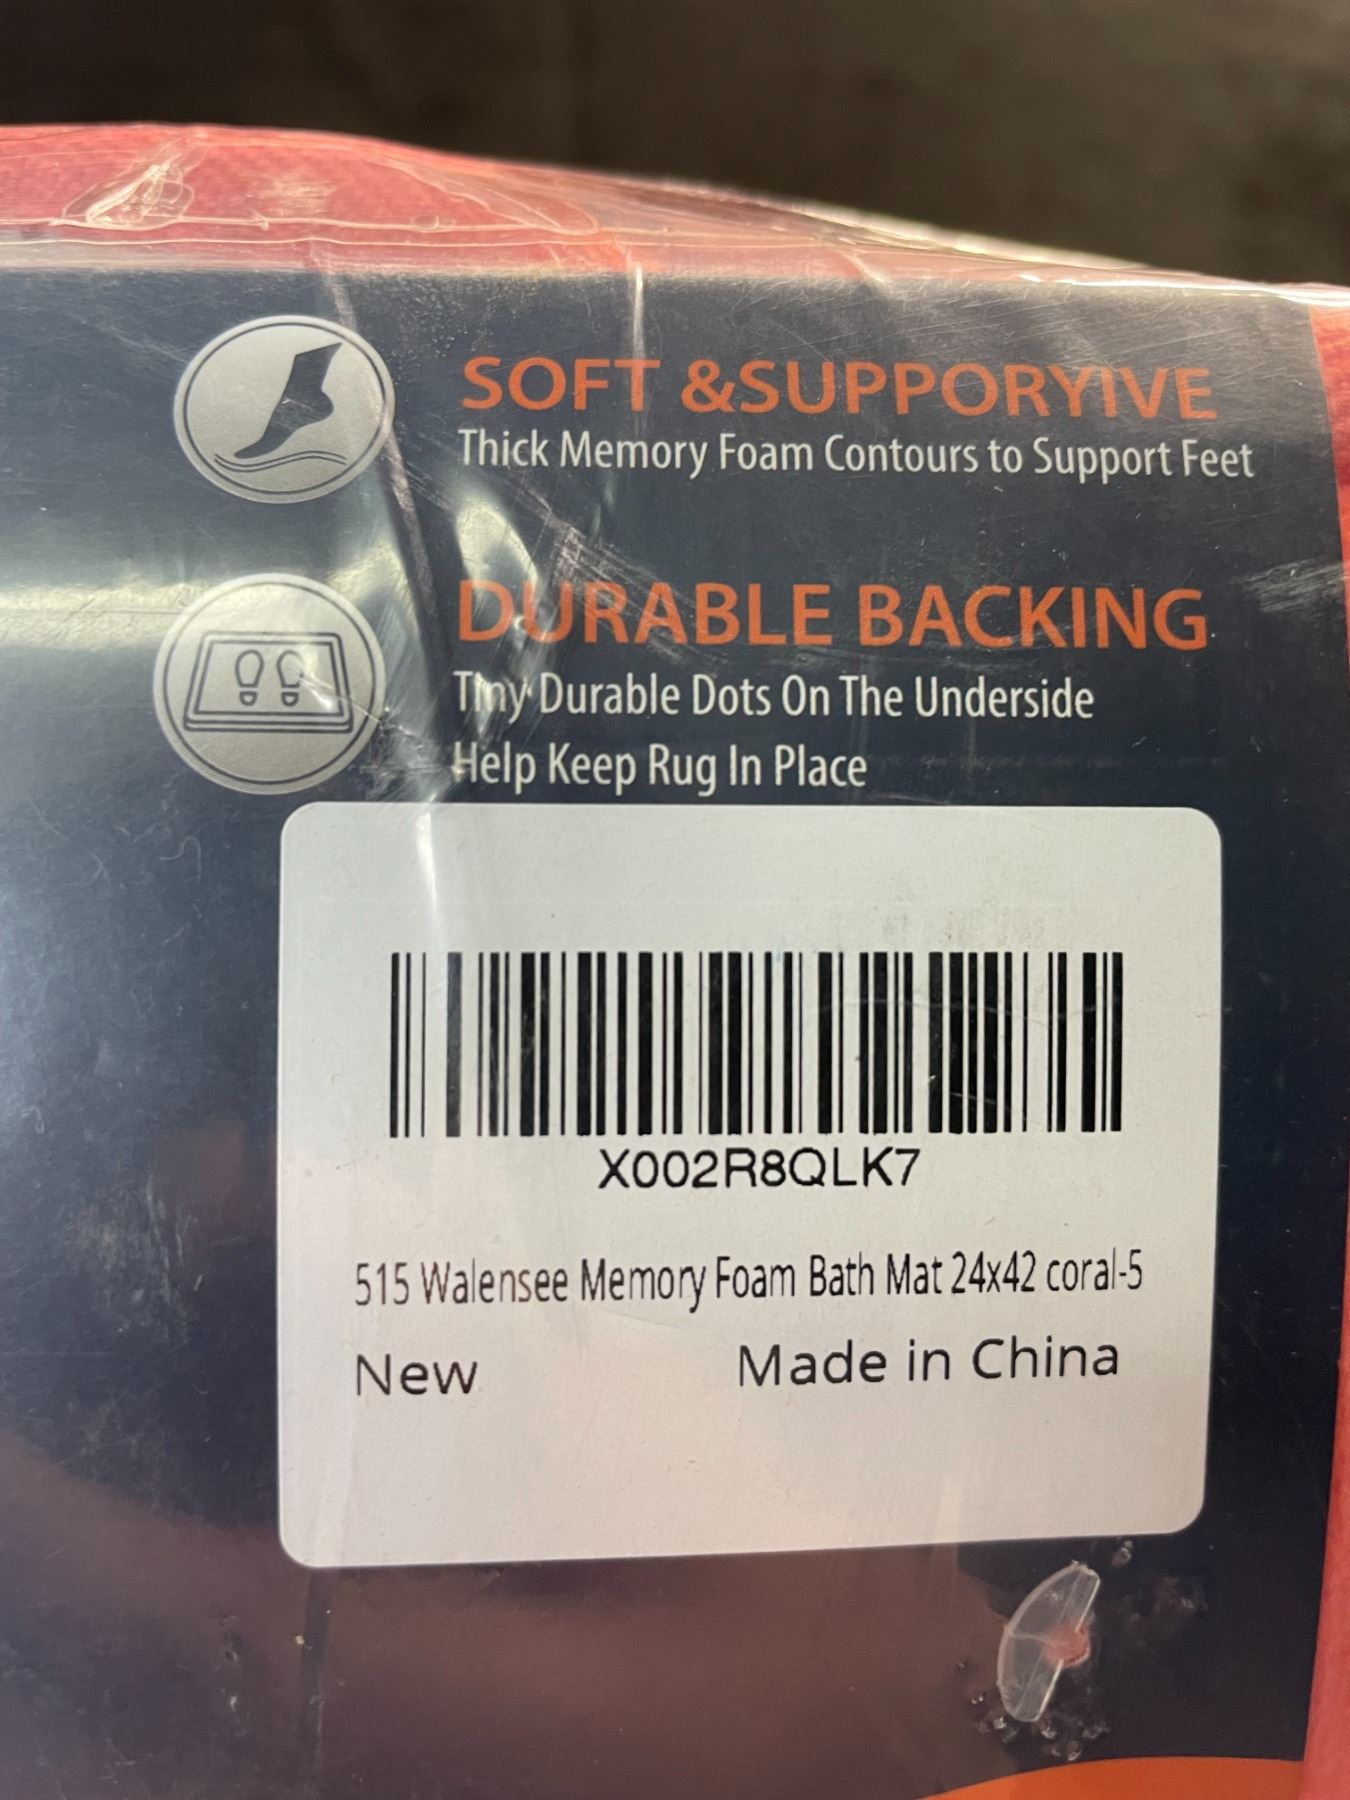 SOFT &SUPPORYIVE
Thick Memory Foam Contours to Support Feet
DURABLE BACKING
Tiny Durable Dots On The Underside
Help Keep Rug In Place
X002R8QLK7
515 Walensee Memory Foam Bath Mat 24x42 coral-5
New Made in China